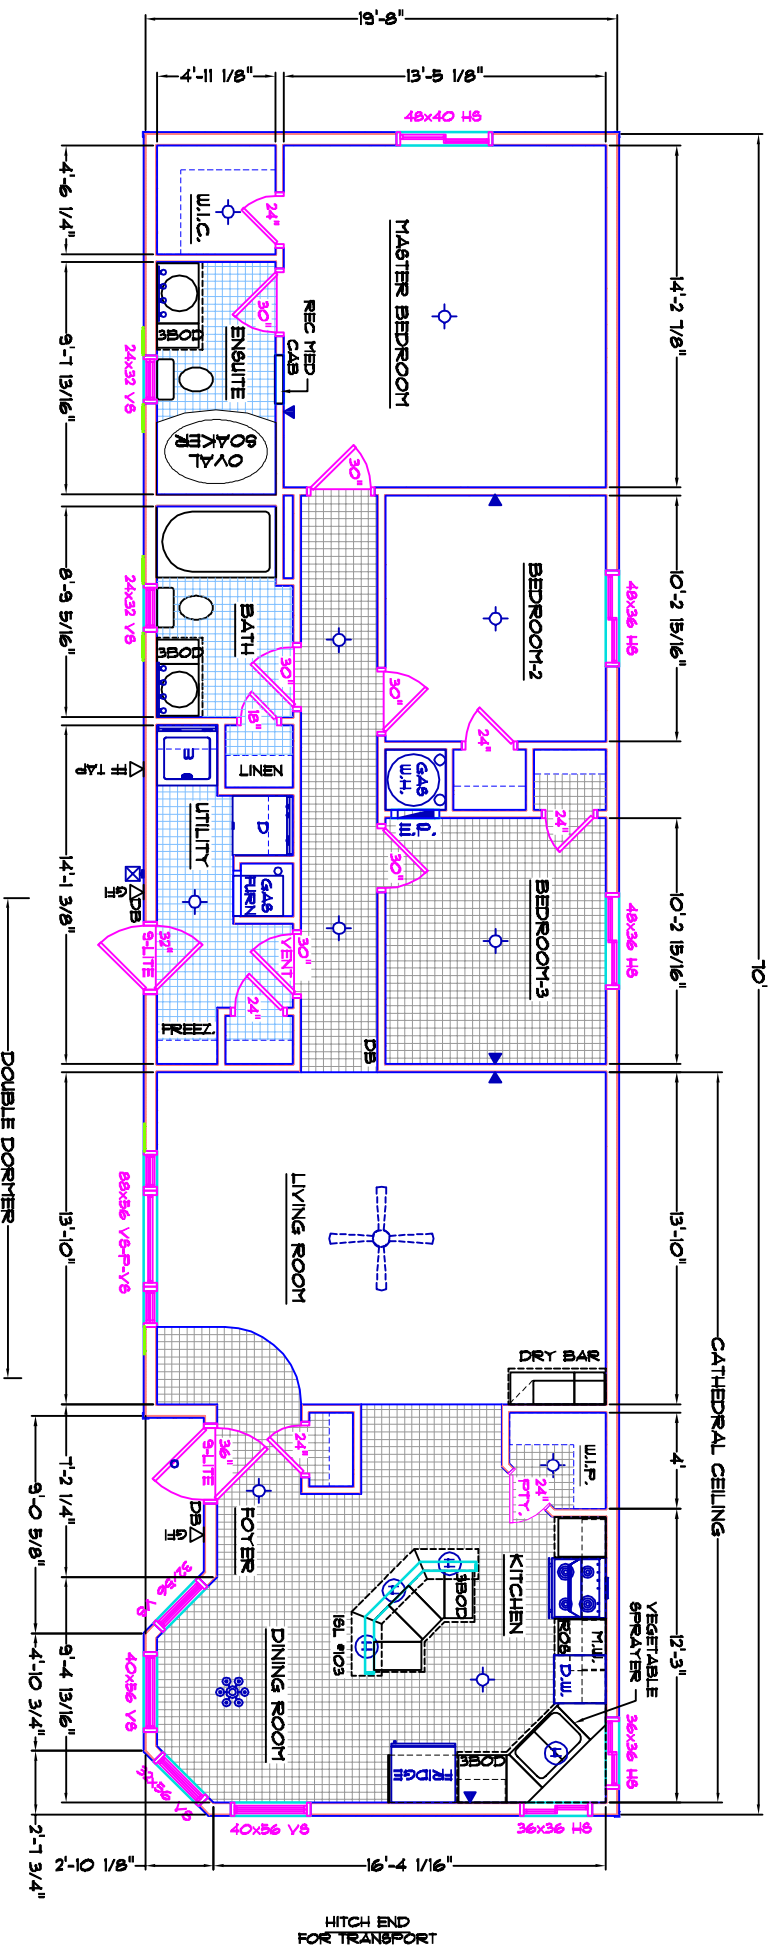 19'-8"
4'-11 1/8"
13'-5 1/8"
48x40 HS
4'-6 1/4"
W.I.C.
24"
MASTER BEDROOM
14'-2 7/8"
70'
9'-7 13/16"
24x32 VS
3BOD
ENSUITE
30"
REC MED
CAB
OVAL
SOAKER
30"
8'-9 5/16"
24x32 VS
BATH
3BOD
30"
18"
LINEN
BEDROOM-2
30"
24"
48x36 HS
10'-2 15/16"
GAS
W.H.
24"
14'-1 3/8"
UTILITY
W
D
GAS
FURN
30"
VENT
24"
FREEZ.
32"
9-LITE
DB
GFI
30"
BEDROOM-3
48x36 HS
10'-2 15/16"
DB
DOUBLE DORMER
13'-10"
88x56 VS-P-VS
LIVING ROOM
13'-10"
CATHEDRAL CEILING
DRY BAR
7'-2 1/4"
9'-0 5/8"
36"
9-LITE
24"
DB
GFI
FOYER
W.I.P.
24"
PTY.
4'
KITCHEN
3BOD
ISL #103
H
H
H
M.W.
ROB
D.W.
VEGETABLE
SPRAYER
12'-3"
32x56 VS
40x56 VS
32x56 VS
DINING ROOM
FRIDGE
3BOD
H
36x36 HS
40x56 VS
36x36 HS
9'-4 13/16"
4'-10 3/4"
2'-7 3/4"
2'-10 1/8"
16'-4 1/16"
HITCH END
FOR TRANSPORT